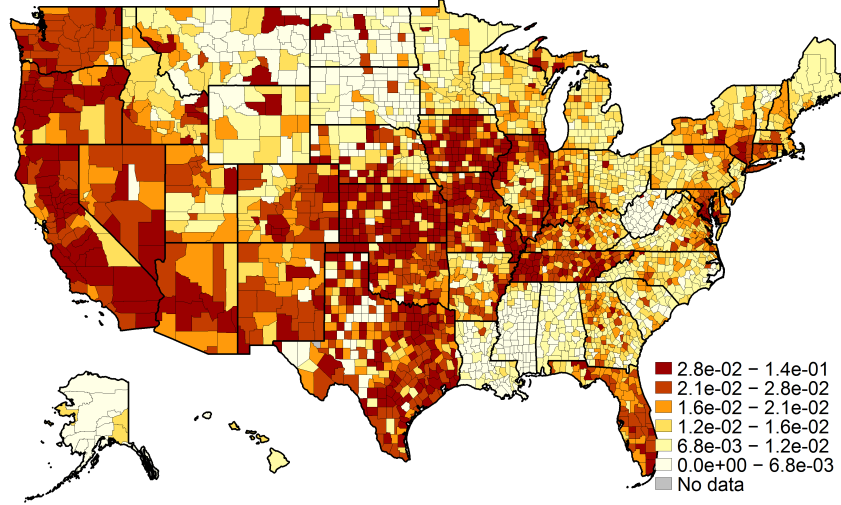 2.8e-02 − 1.4e-01
2.1e-02 − 2.8e-02
1.6e-02 − 2.1e-02
1.2e-02 − 1.6e-02
6.8e-03 − 1.2e-02
0.0e+00 − 6.8e-03
No data